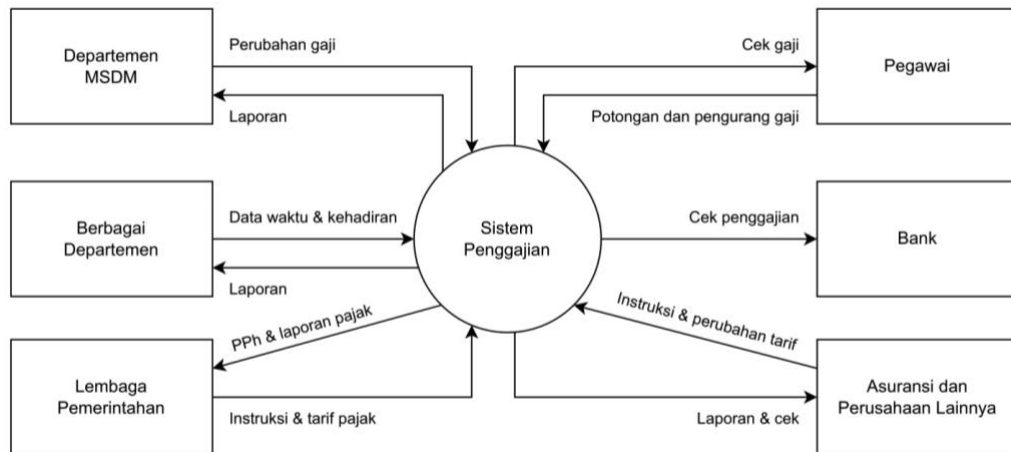 Departemen
MSDM
Perubahan gaji
Laporan
Cek gaji
Potongan dan pengurang gaji
Pegawai
Berbagai
Departemen
Data waktu & kehadiran
Laporan
Sistem
Penggajian
Cek penggajian
Bank
PPh & laporan pajak
Instruksi & perubahan tarif
Lembaga
Pemerintahan
Instruksi & tarif pajak
Laporan & cek
Asuransi dan
Perusahaan Lainnya